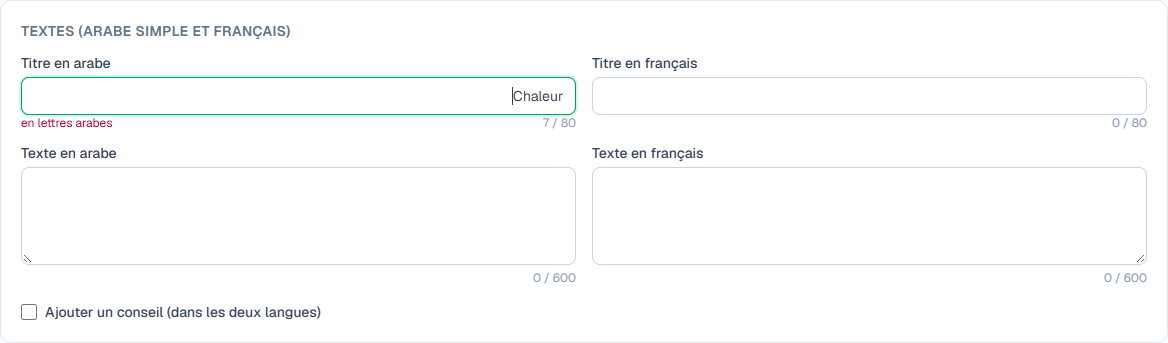 TEXTES (ARABE SIMPLE ET FRANÇAIS)
Titre en arabe
Titre en français
Chaleur
en lettres arabes
7 / 80
0 / 80
Texte en arabe
Texte en français
0 / 600
0 / 600
Ajouter un conseil (dans les deux langues)